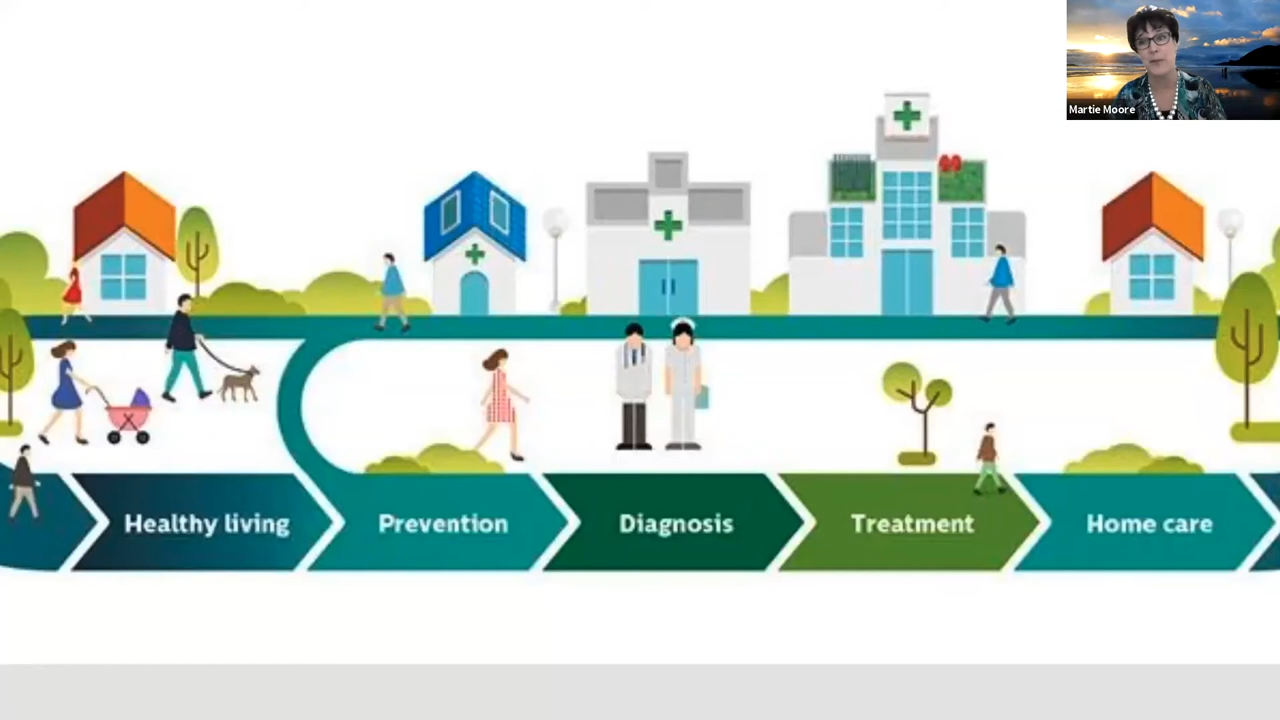 Martie Moore
Healthy living
Prevention
Diagnosis
Treatment
Home care